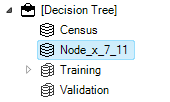 [Decision Tree]
Census
Node_x_7_11
Training
Validation